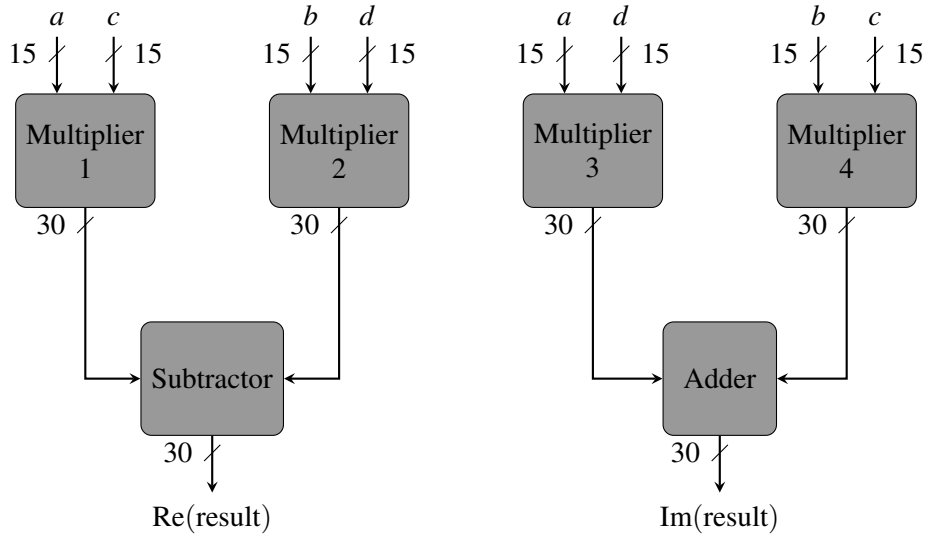 a c b d a d b c
15 15 15 15 15 15 15 15
Multiplier Multiplier Multiplier Multiplier
1 2 3 4
30 30 30 30
Subtractor Adder
30 30
Re(result) Im(result)